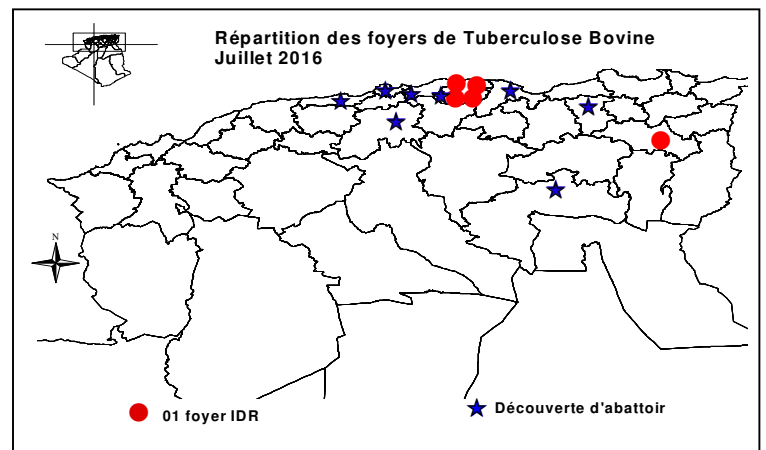 Répartition des foyers de Tuberculose Bovine
Juillet 2016
N
01 foyer IDR
Découverte d'abattoir